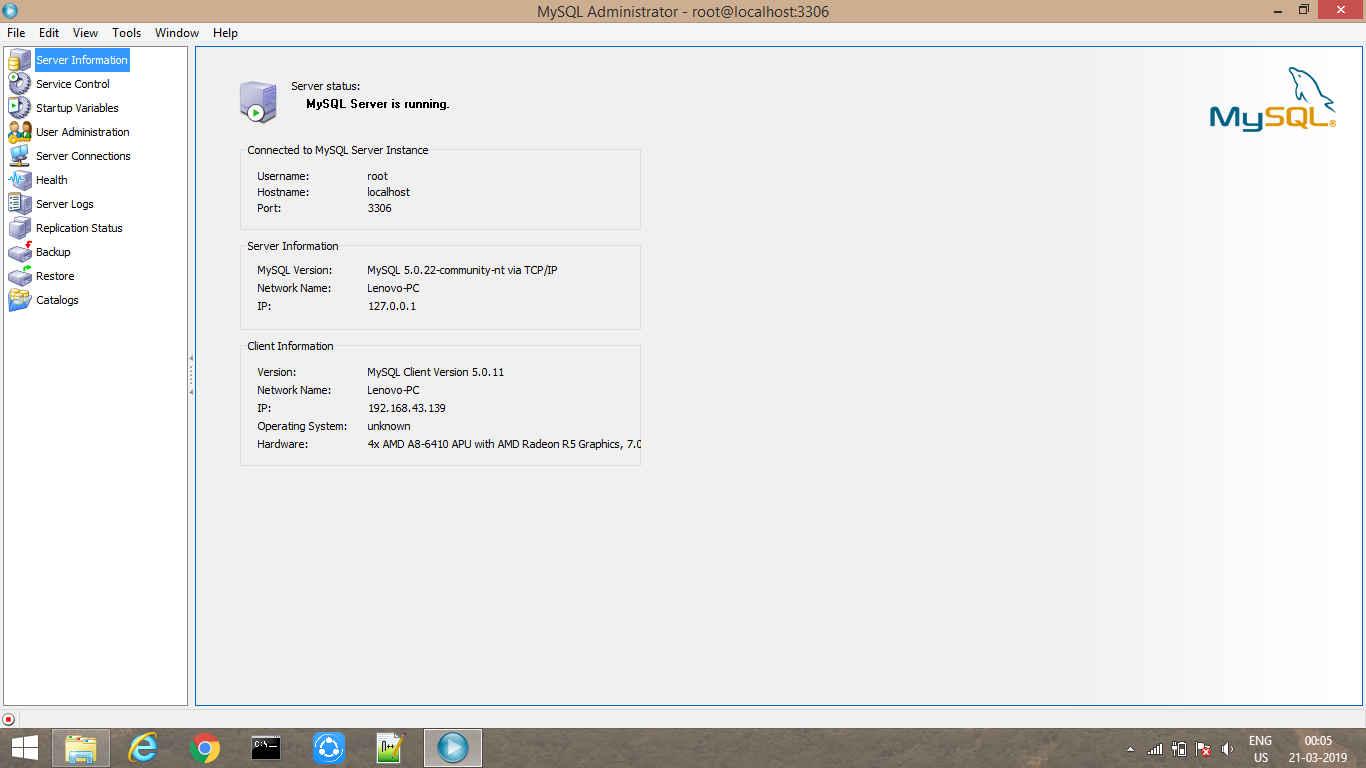 MySQL Administrator - root@localhost:3306
File Edit View Tools Window Help
Server Information
Service Control
Startup Variables
User Administration
Server Connections
Health
Server Logs
Replication Status
Backup
Restore
Catalogs
Server status:
MySQL Server is running.
MySQL®
Connected to MySQL Server Instance
Username: root
Hostname: localhost
Port: 3306
Server Information
MySQL Version: MySQL 5.0.22-community-nt via TCP/IP
Network Name: Lenovo-PC
IP: 127.0.0.1
Client Information
Version: MySQL Client Version 5.0.11
Network Name: Lenovo-PC
IP: 192.168.43.139
Operating System: unknown
Hardware: 4x AMD A8-6410 APU with AMD Radeon R5 Graphics, 7.0
ENG 00:05
US 21-03-2019